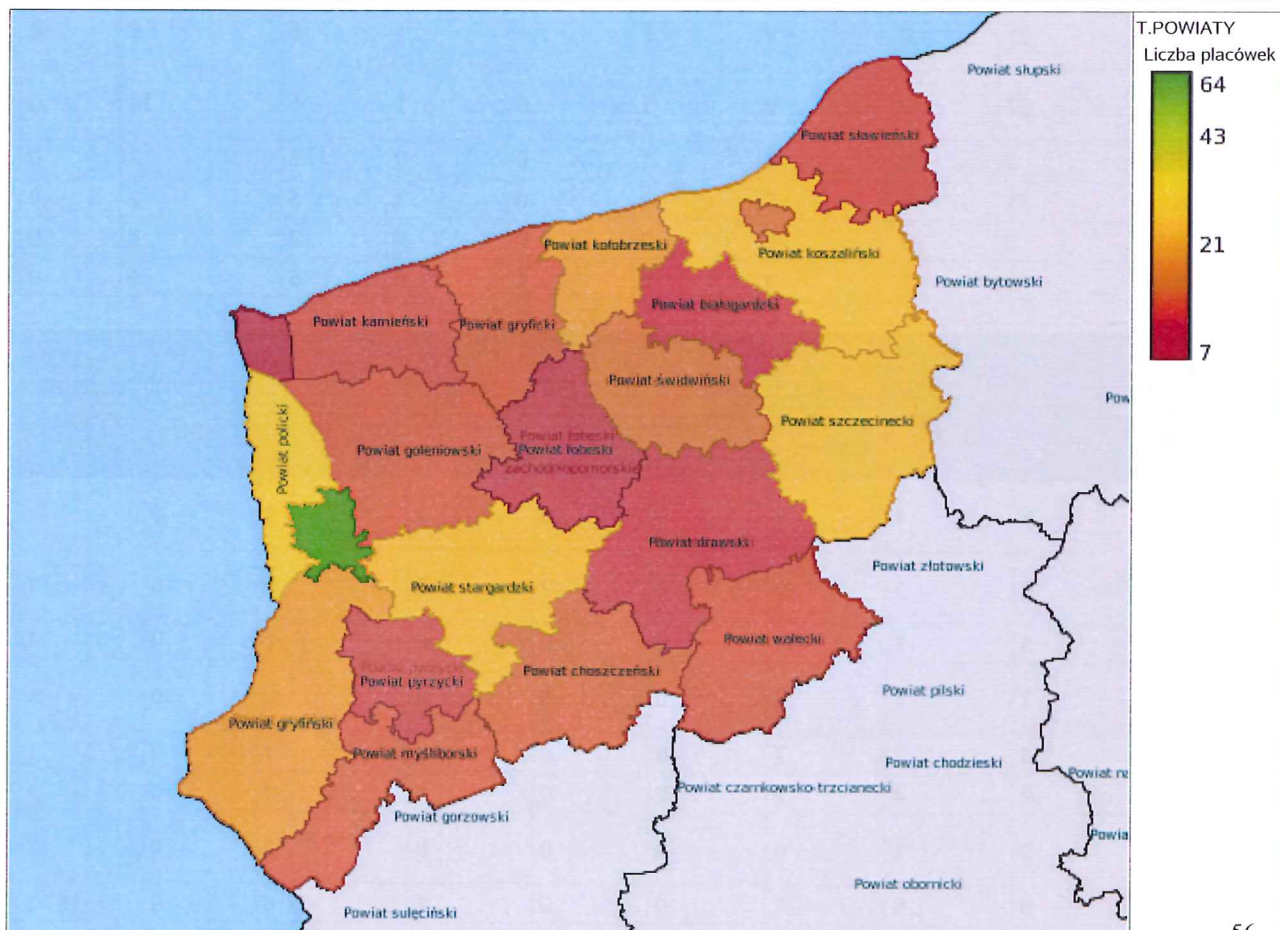 T.POWIATY
Liczba placówek
64
43
21
7
Powiat słupski
Powiat sławieński
Powiat kołobrzeski
Powiat koszaliński
Powiat bytowski
Powiat białogardzki
Powiat kamieński
Powiat gryficki
Powiat świdwiński
Pow
Powiat policki
Powiat szczecinecki
Powiat goleniowski
Powiat łobeski
Powiat łobeski
zachodniopomorskie
Powiat drawski
Powiat złotowski
Powiat stargardzki
Powiat wałecki
Powiat choszczeński
Powiat pyrzycki
Powiat pilski
Powiat gryfiński
Powiat myśliborski
Powiat chodzieski
Powiat czarnkowsko-trzcianecki
Powiat gorzowski
Powia
Powiat obornicki
Powiat sulęciński
56